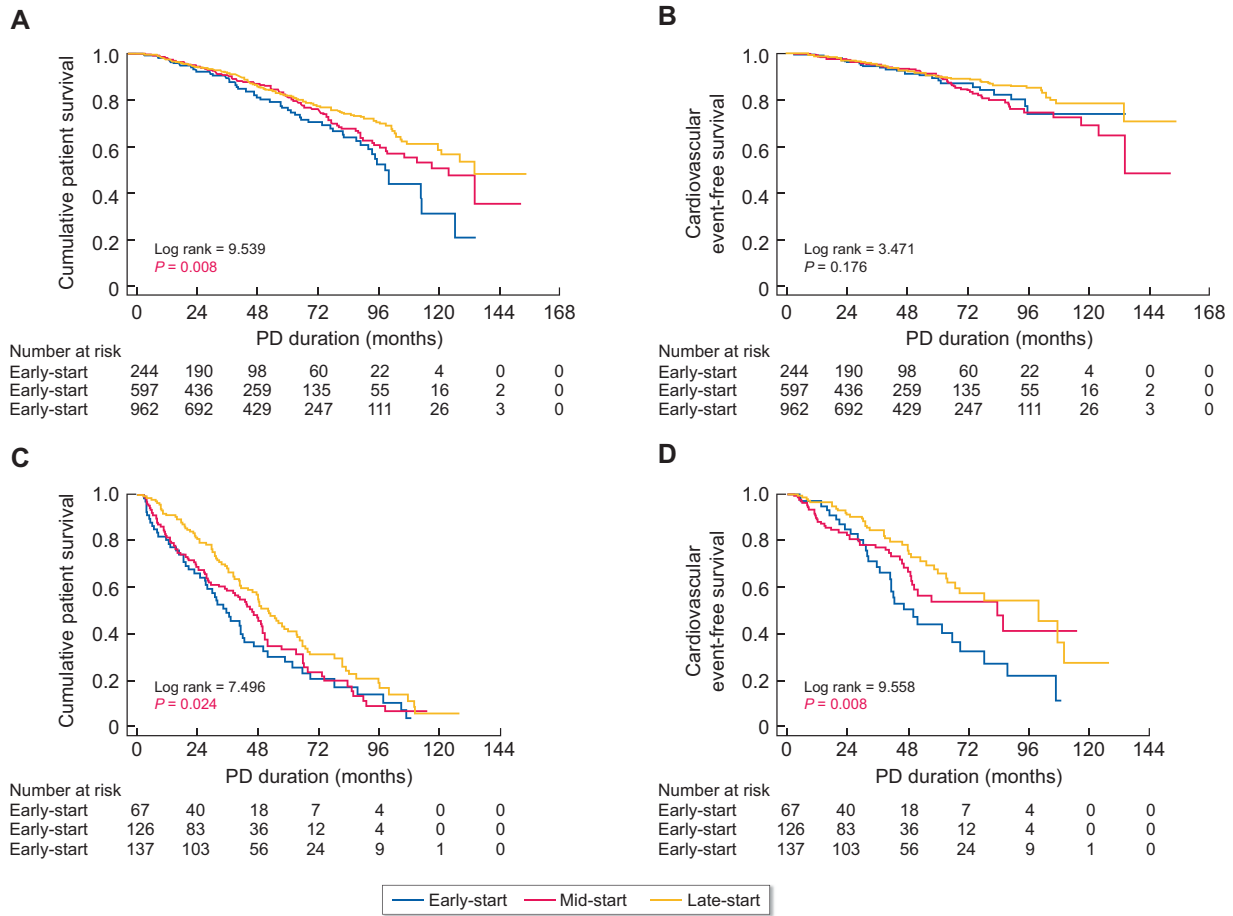 A
Cumulative patient survival
1.0
0.8
0.6
0.4
0.2
0
Log rank = 9.539
P = 0.008
0 24 48 72 96 120 144 168
PD duration (months)
Number at risk
Early-start 244 190 98 60 22 4 0 0
Early-start 597 436 259 135 55 16 2 0
Early-start 962 692 429 247 111 26 3 0
B
Cardiovascular
event-free survival
1.0
0.8
0.6
0.4
0.2
0
Log rank = 3.471
P = 0.176
0 24 48 72 96 120 144 168
PD duration (months)
Number at risk
Early-start 244 190 98 60 22 4 0 0
Early-start 597 436 259 135 55 16 2 0
Early-start 962 692 429 247 111 26 3 0
C
Cumulative patient survival
1.0
0.8
0.6
0.4
0.2
0
Log rank = 7.496
P = 0.024
0 24 48 72 96 120 144
PD duration (months)
Number at risk
Early-start 67 40 18 7 4 0 0
Early-start 126 83 36 12 4 0 0
Early-start 137 103 56 24 9 1 0
D
Cardiovascular
event-free survival
1.0
0.8
0.6
0.4
0.2
0
Log rank = 9.558
P = 0.008
0 24 48 72 96 120 144
PD duration (months)
Number at risk
Early-start 67 40 18 7 4 0 0
Early-start 126 83 36 12 4 0 0
Early-start 137 103 56 24 9 1 0
Early-start Mid-start Late-start